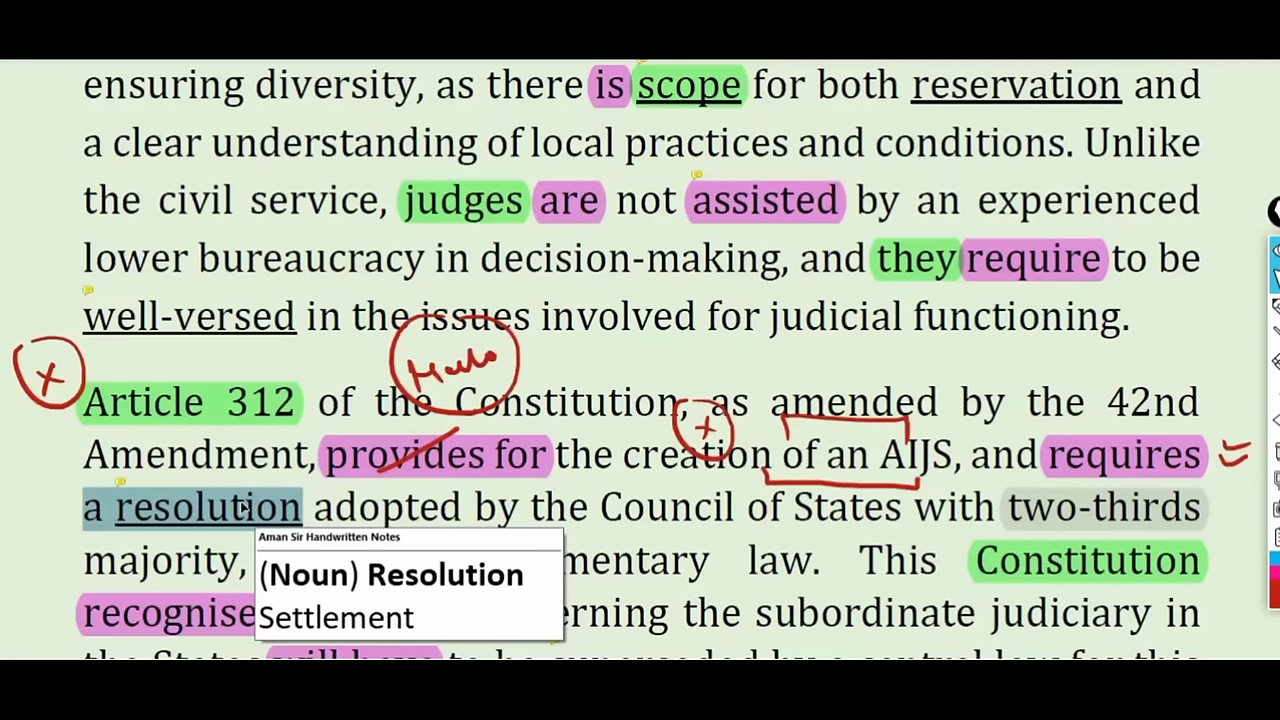 ensuring diversity, as there is scope for both reservation and
a clear understanding of local practices and conditions. Unlike
the civil service, judges are not assisted by an experienced
lower bureaucracy in decision-making, and they require to be
well-versed in the issues involved for judicial functioning.
Article 312 of the Constitution, as amended by the 42nd
Amendment, provides for the creation of an AIJS, and requires
a resolution adopted by the Council of States with two-thirds
majority, mentary law. This Constitution
recognise erning the subordinate judiciary in
Aman Sir Handwritten Notes
(Noun) Resolution
Settlement